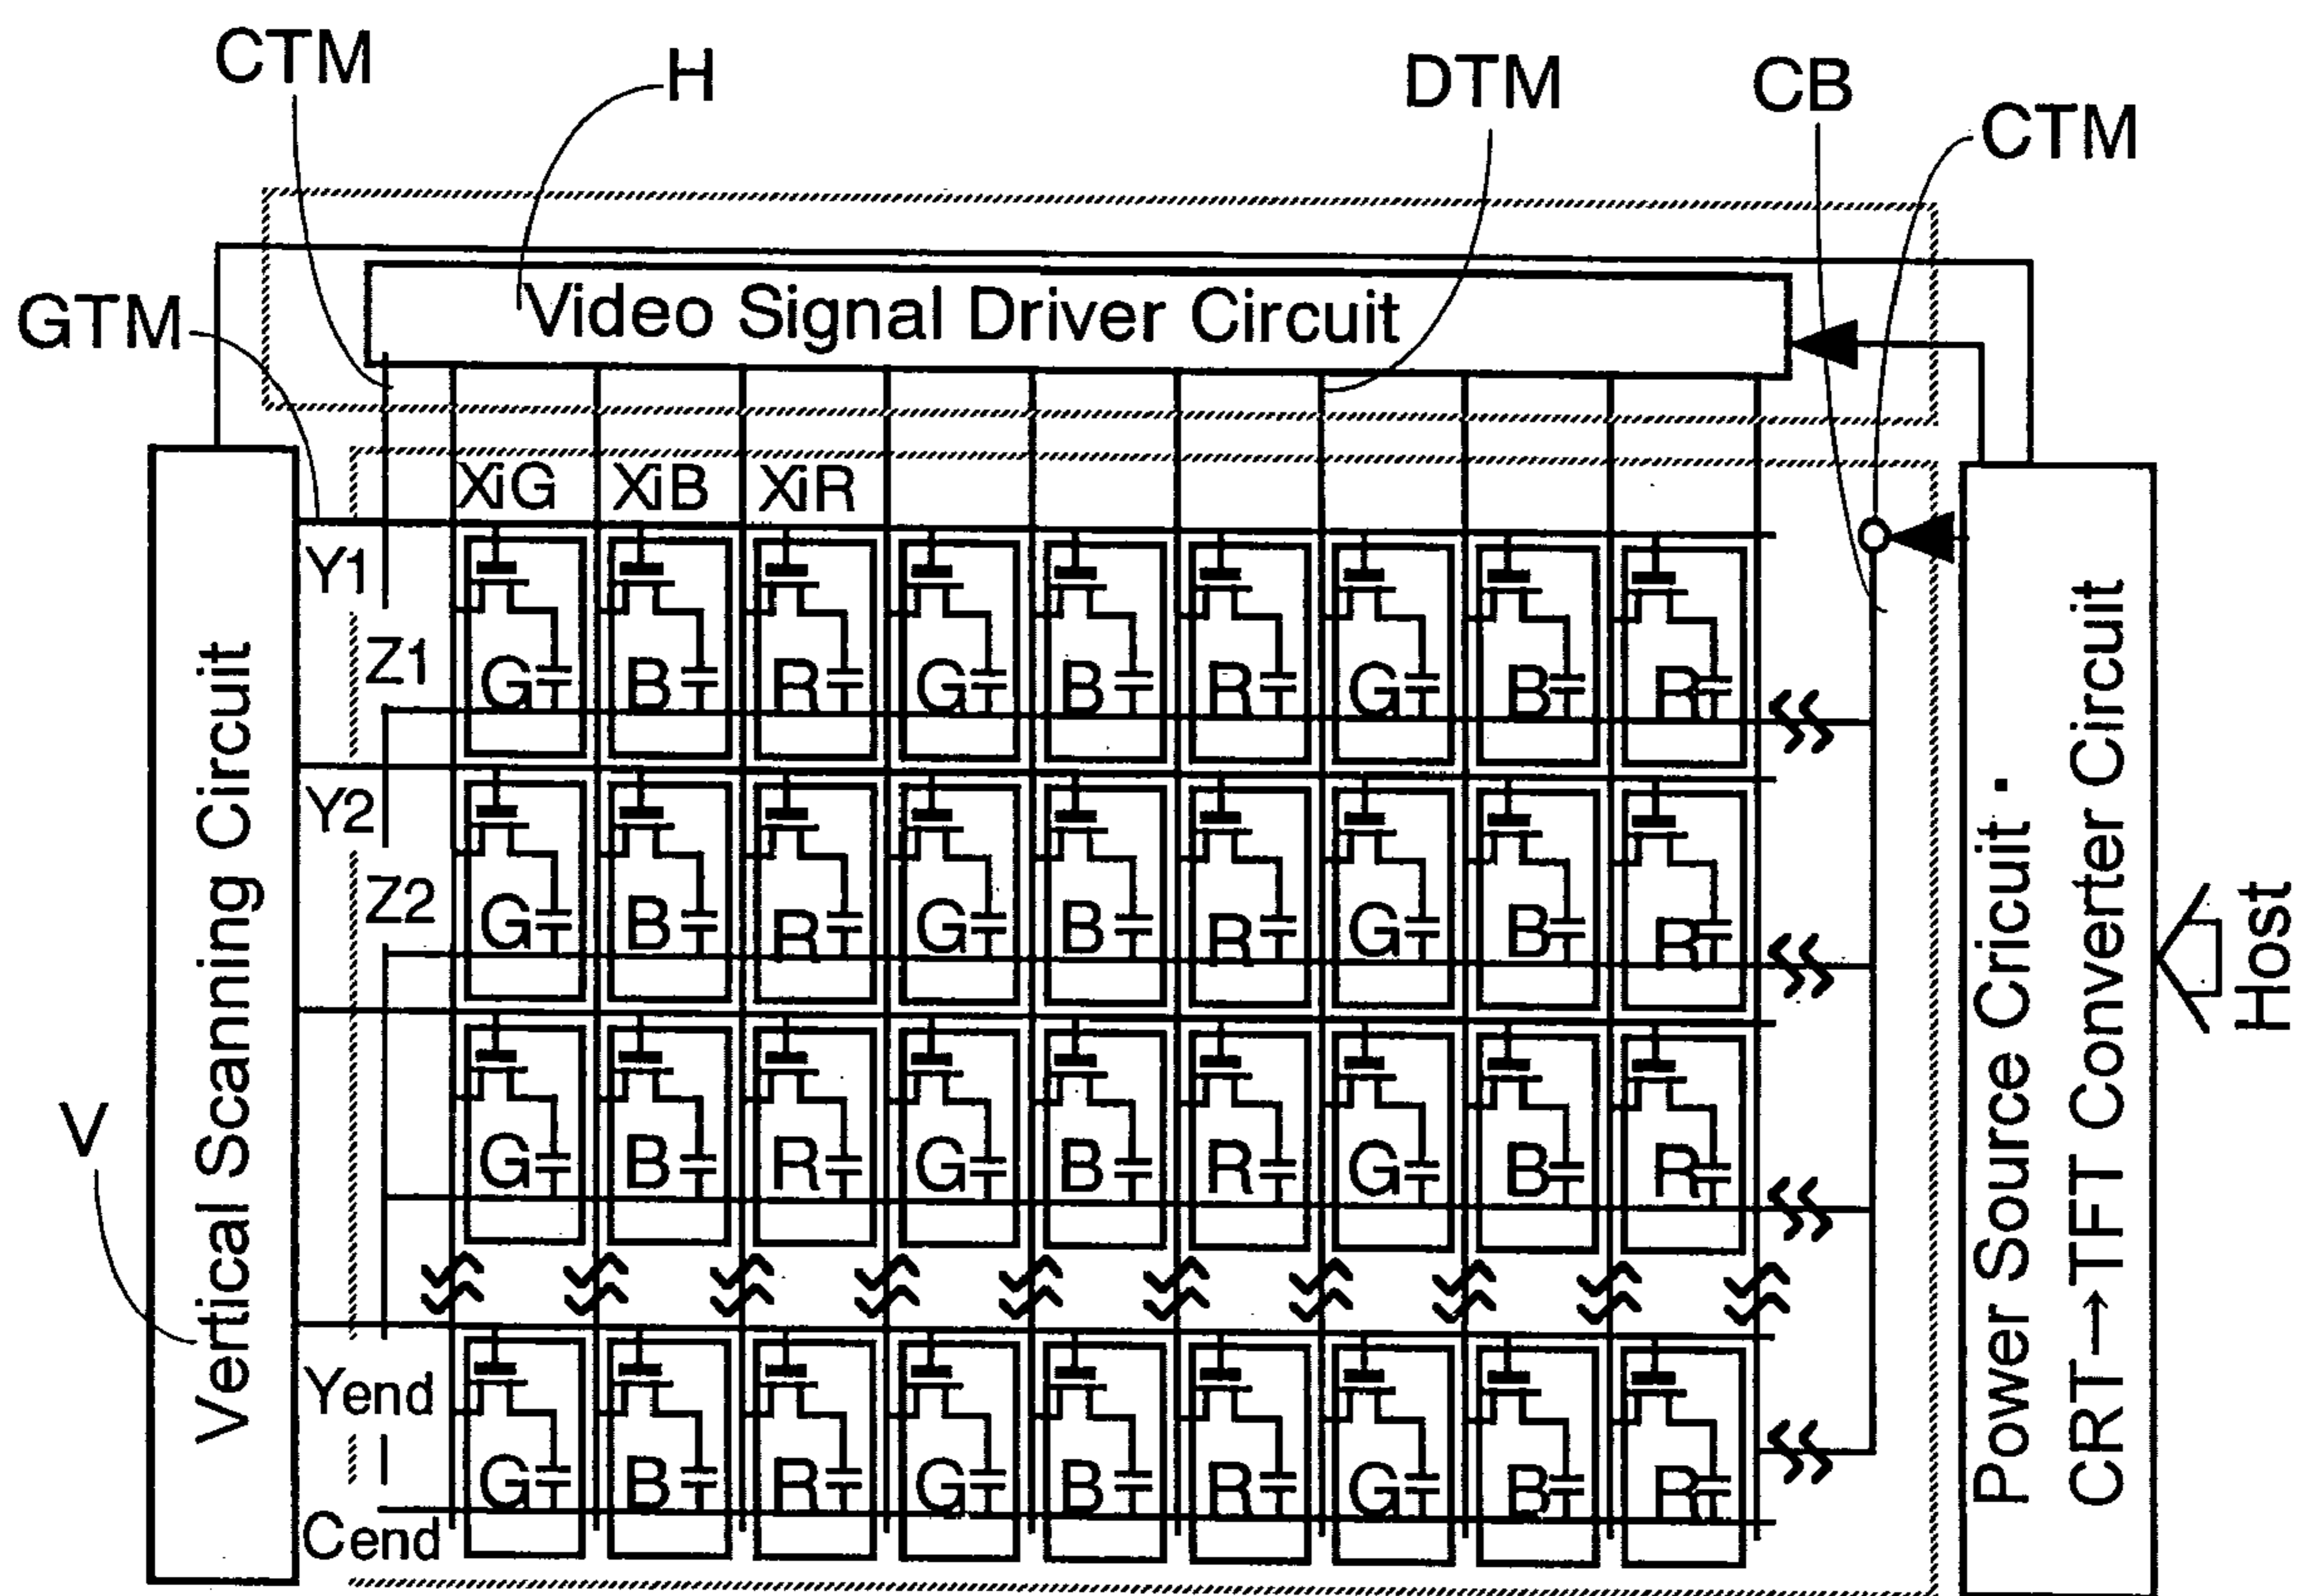 CTM
H
DTM
CB
CTM
GTM
Video Signal Driver Circuit
XiG XiB XiR
Y1
Z1
G B R G B R G B R
Y2
Z2
G B R G B R G B R
G B R G B R G B R
Yend
G B R G B R G B R
Cend
V
Vertical Scanning Circuit
Power Source Cricuit ·
CRT→TFT Converter Circuit
Host